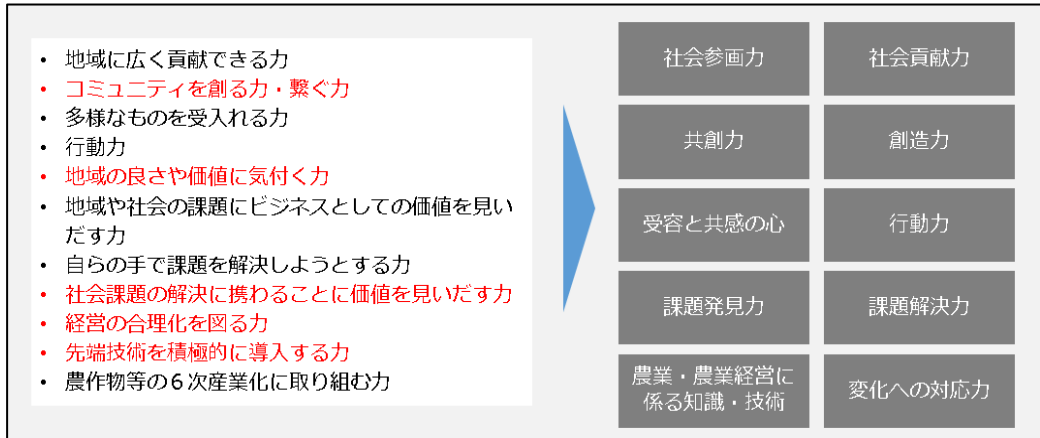 ・ 地域に広く貢献できる力
・ コミュニティを創る力・繋ぐ力
・ 多様なものを受入れる力
・ 行動力
・ 地域の良さや価値に気付く力
・ 地域や社会の課題にビジネスとしての価値を見い
だす力
・ 自らの手で課題を解決しようとする力
・ 社会課題の解決に携わることに価値を見いだす力
・ 経営の合理化を図る力
・ 先端技術を積極的に導入する力
・ 農作物等の６次産業化に取り組む力
社会参画力
社会貢献力
共創力
創造力
受容と共感の心
行動力
課題発見力
課題解決力
農業・農業経営に
係る知識・技術
変化への対応力